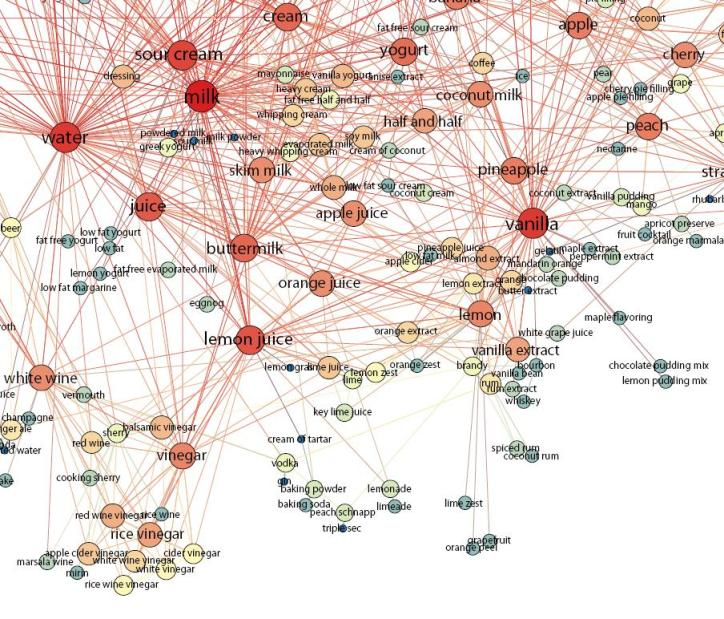 cream
fat free sour cream
apple
coconut
sour cream
yogurt
coffee
cherry
dressing
mayonnaise
vanilla yogurt
anise extract
ice
pear
cherry pie filling
grape
heavy cream
milk
fat free half and half
coconut milk
apple pie filling
whipping cream
half and half
peach
water
powdered milk
milk powder
soy milk
evaporated milk
greek yogurt
heavy whipping cream
cream of coconut
nectarine
skim milk
pineapple
whole milk
low fat sour cream
coconut cream
coconut extract
vanilla pudding
mango
juice
apple juice
vanilla
apricot preserve
beer
low fat yogurt
fat free yogurt
low fat
buttermilk
pineapple juice
low fat milk
apple cider
almond extract
gelatin
maple extract
peppermint extract
fruit cocktail
mandarin orange
lemon yogurt
fat free evaporated milk
low fat margarine
orange juice
lemon extract
orange
chocolate pudding
butter extract
eggnog
lemon
maple flavoring
orange extract
white grape juice
lemon juice
vanilla extract
white wine
lime juice
lime
lemon zest
orange zest
brandy
bourbon
vanilla bean
chocolate pudding mix
lemon pudding mix
rum
rum extract
whiskey
vermouth
key lime juice
champagne
sherry
balsamic vinegar
red wine
cream of tartar
spiced rum
coconut rum
vinegar
vodka
cooking sherry
gin
baking powder
lemonade
baking soda
limeade
lime zest
peach schnapp
red wine vinegar
rice wine
triple sec
rice vinegar
grapefruit
orange peel
apple cider vinegar
cider vinegar
marsala wine
white wine vinegar
mirin
white vinegar
rice wine vinegar